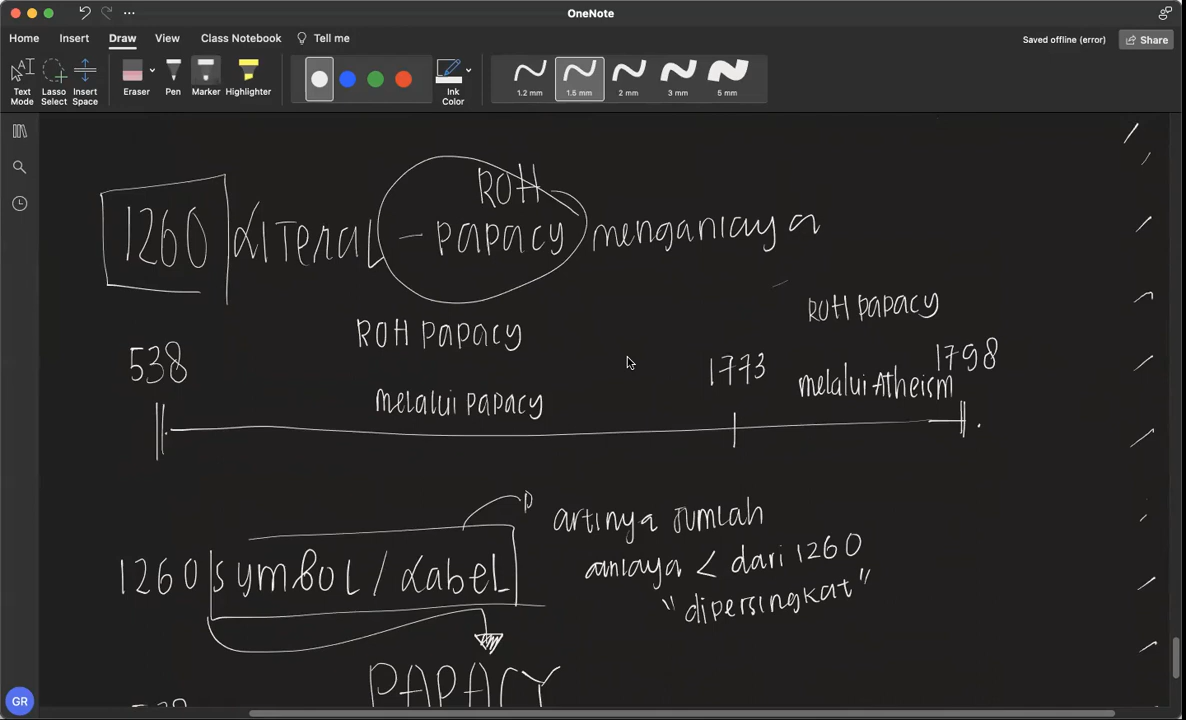 OneNote
Home Insert Draw View Class Notebook Tell me
Saved offline (error) Share
Text Mode
Lasso Select
Insert Space
Eraser
Pen
Marker
Highlighter
Ink Color
1.2 mm
1.5 mm
2 mm
3 mm
5 mm
ROH
1260 LITERAL - PAPACY menganiaya
ROH PAPACY
ROH PAPACY
538
1773
1798
melalui PAPACY
melalui Atheism
1260 symbol / Label
artinya jumlah
aniaya < dari 1260
"dipersingkat"
PAPACY
538
GR